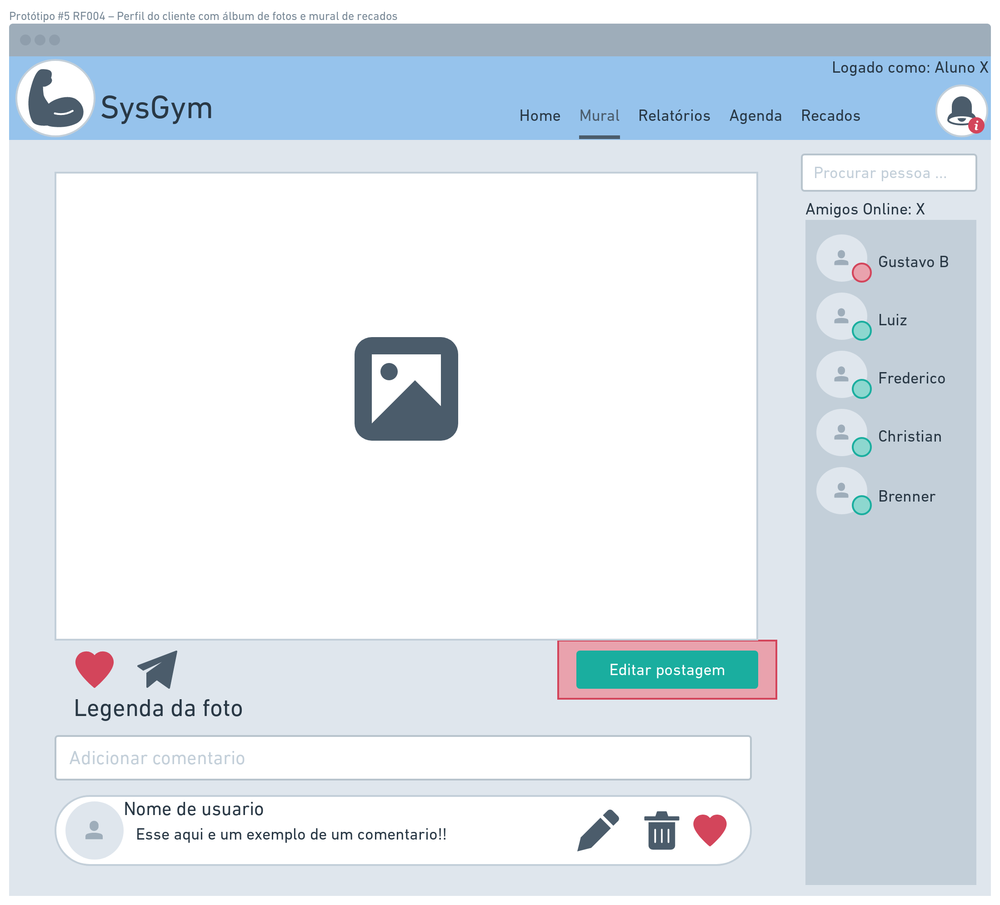 Protótipo #5 RF004 – Perfil do cliente com álbum de fotos e mural de recados
Logado como: Aluno X
SysGym
Home Mural Relatórios Agenda Recados
i
Procurar pessoa ...
Amigos Online: X
Gustavo B
Luiz
Frederico
Christian
Brenner
Editar postagem
Legenda da foto
Adicionar comentario
Nome de usuario
Esse aqui e um exemplo de um comentario!!